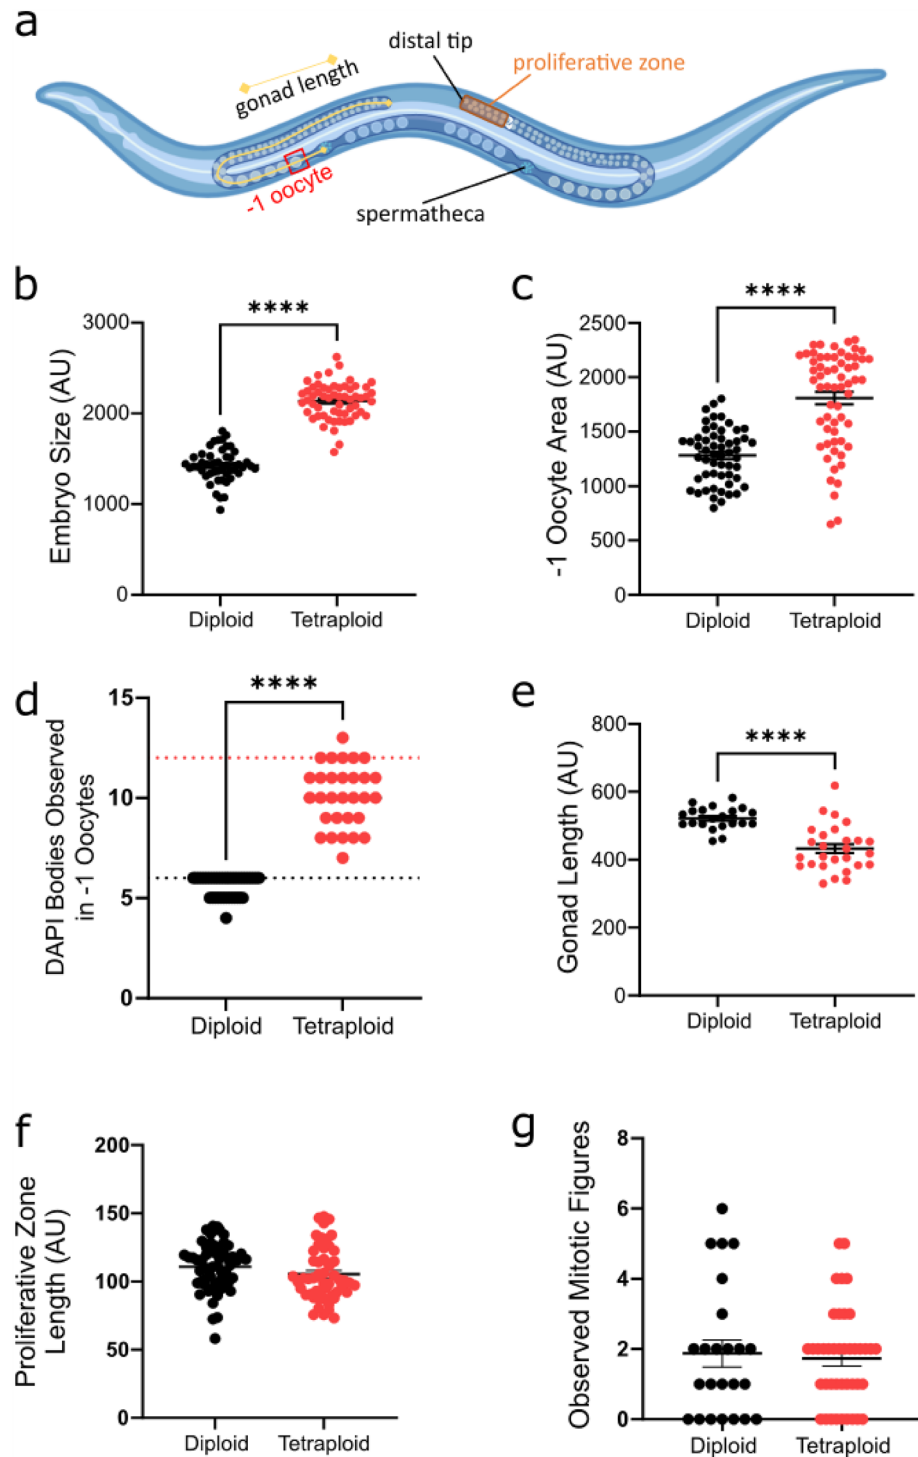 a
distal tip
proliferative zone
gonad length
-1 oocyte
spermatheca
b
****
Embryo Size (AU)
3000
2000
1000
0
Diploid
Tetraploid
c
****
-1 Oocyte Area (AU)
2500
2000
1500
1000
500
0
Diploid
Tetraploid
d
****
DAPI Bodies Observed
in -1 Oocytes
15
10
5
0
Diploid
Tetraploid
e
****
Gonad Length (AU)
800
600
400
200
0
Diploid
Tetraploid
f
Proliferative Zone
Length (AU)
200
150
100
50
0
Diploid
Tetraploid
g
Observed Mitotic Figures
8
6
4
2
0
Diploid
Tetraploid